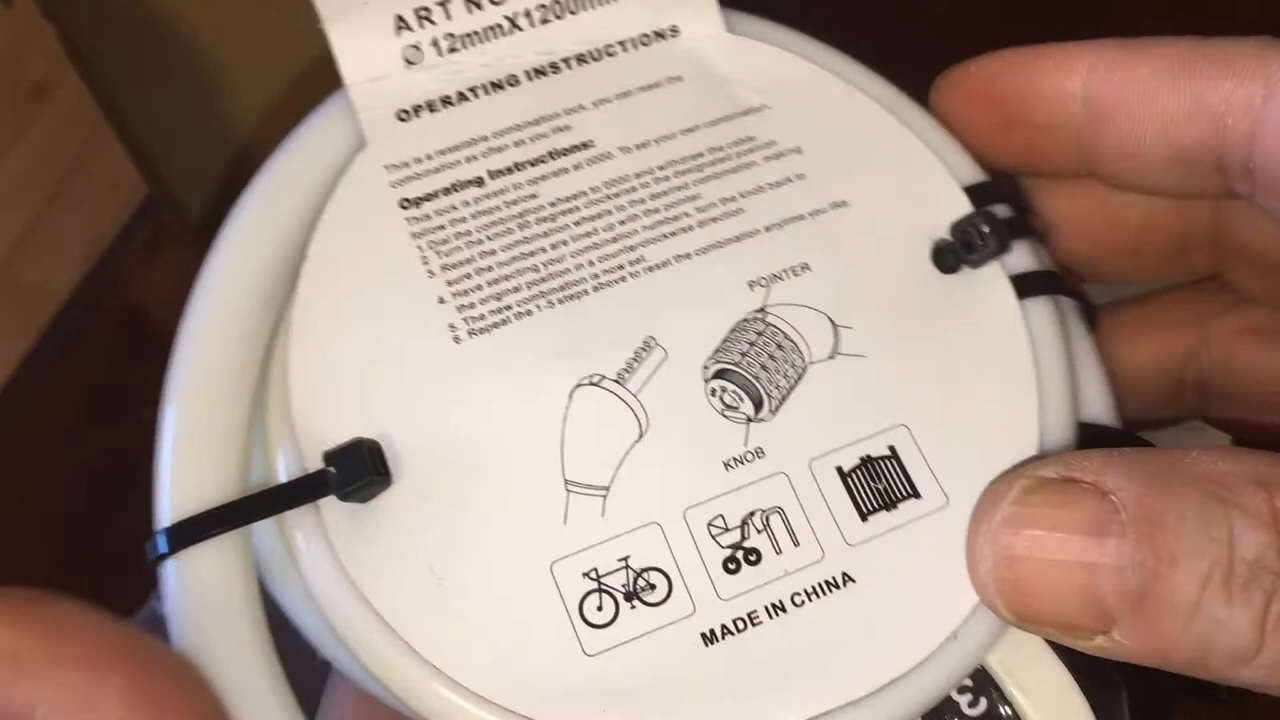 ART NO
Ø 12mmX1200mm
OPERATING INSTRUCTIONS
This is a resetable combination lock, you can reset the
combination as often as you like.
Operating Instructions:
This lock is preset to operate at 0000. To set your own combination,
follow the steps below:
1. Dial the combination wheels to 0000 and withdraw the cable.
2. Turn the knob 90 degrees clockwise to the designated position.
3. Reset the combination wheels to the desired combination, making
sure the numbers are lined up with the pointer.
4. Have selecting your combination numbers, turn the knob back to
the original position in a counterclockwise direction.
5. The new combination is now set.
6. Repeat the 1-5 steps above to reset the combination anytime you like.
POINTER
KNOB
MADE IN CHINA
3